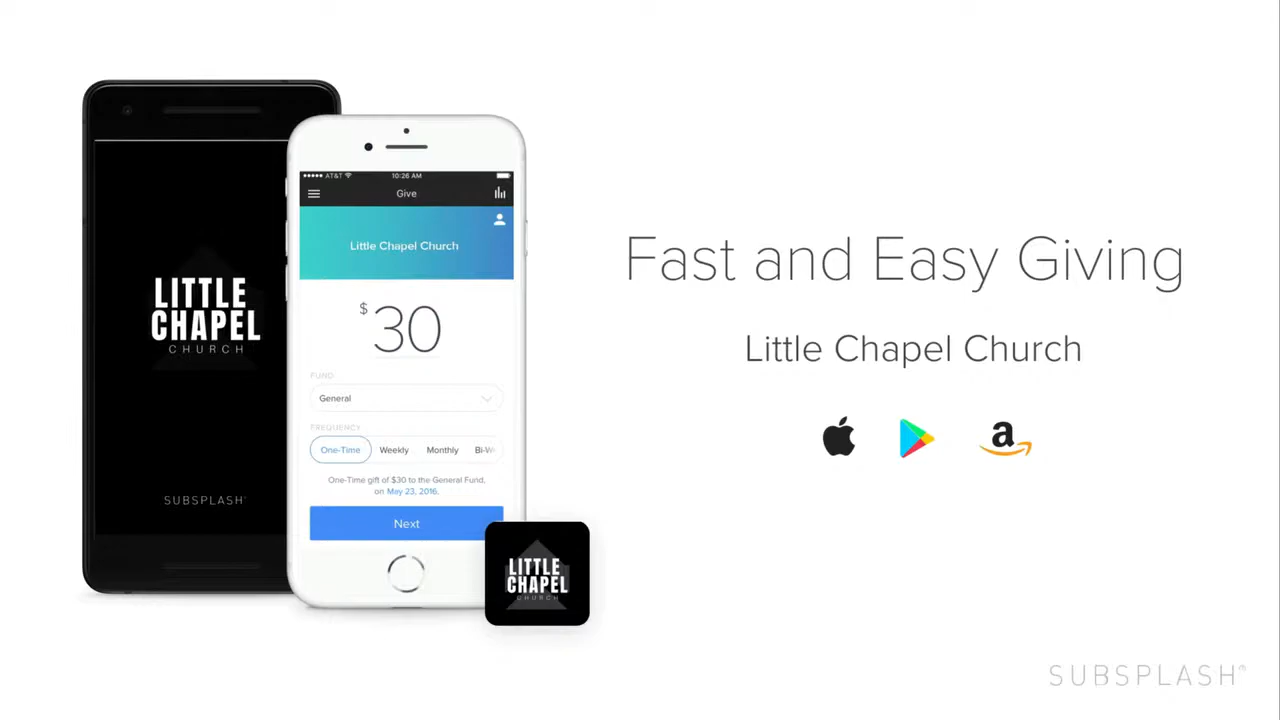 LITTLE
CHAPEL
CHURCH
SUBSPLASH
AT&T
10:26 AM
Give
Little Chapel Church
$30
FUND
General
FREQUENCY
One-Time Weekly Monthly Bi-W
One-Time gift of $30 to the General Fund,
on May 23, 2016.
Next
LITTLE
CHAPEL
CHURCH
Fast and Easy Giving
Little Chapel Church
a
SUBSPLASH